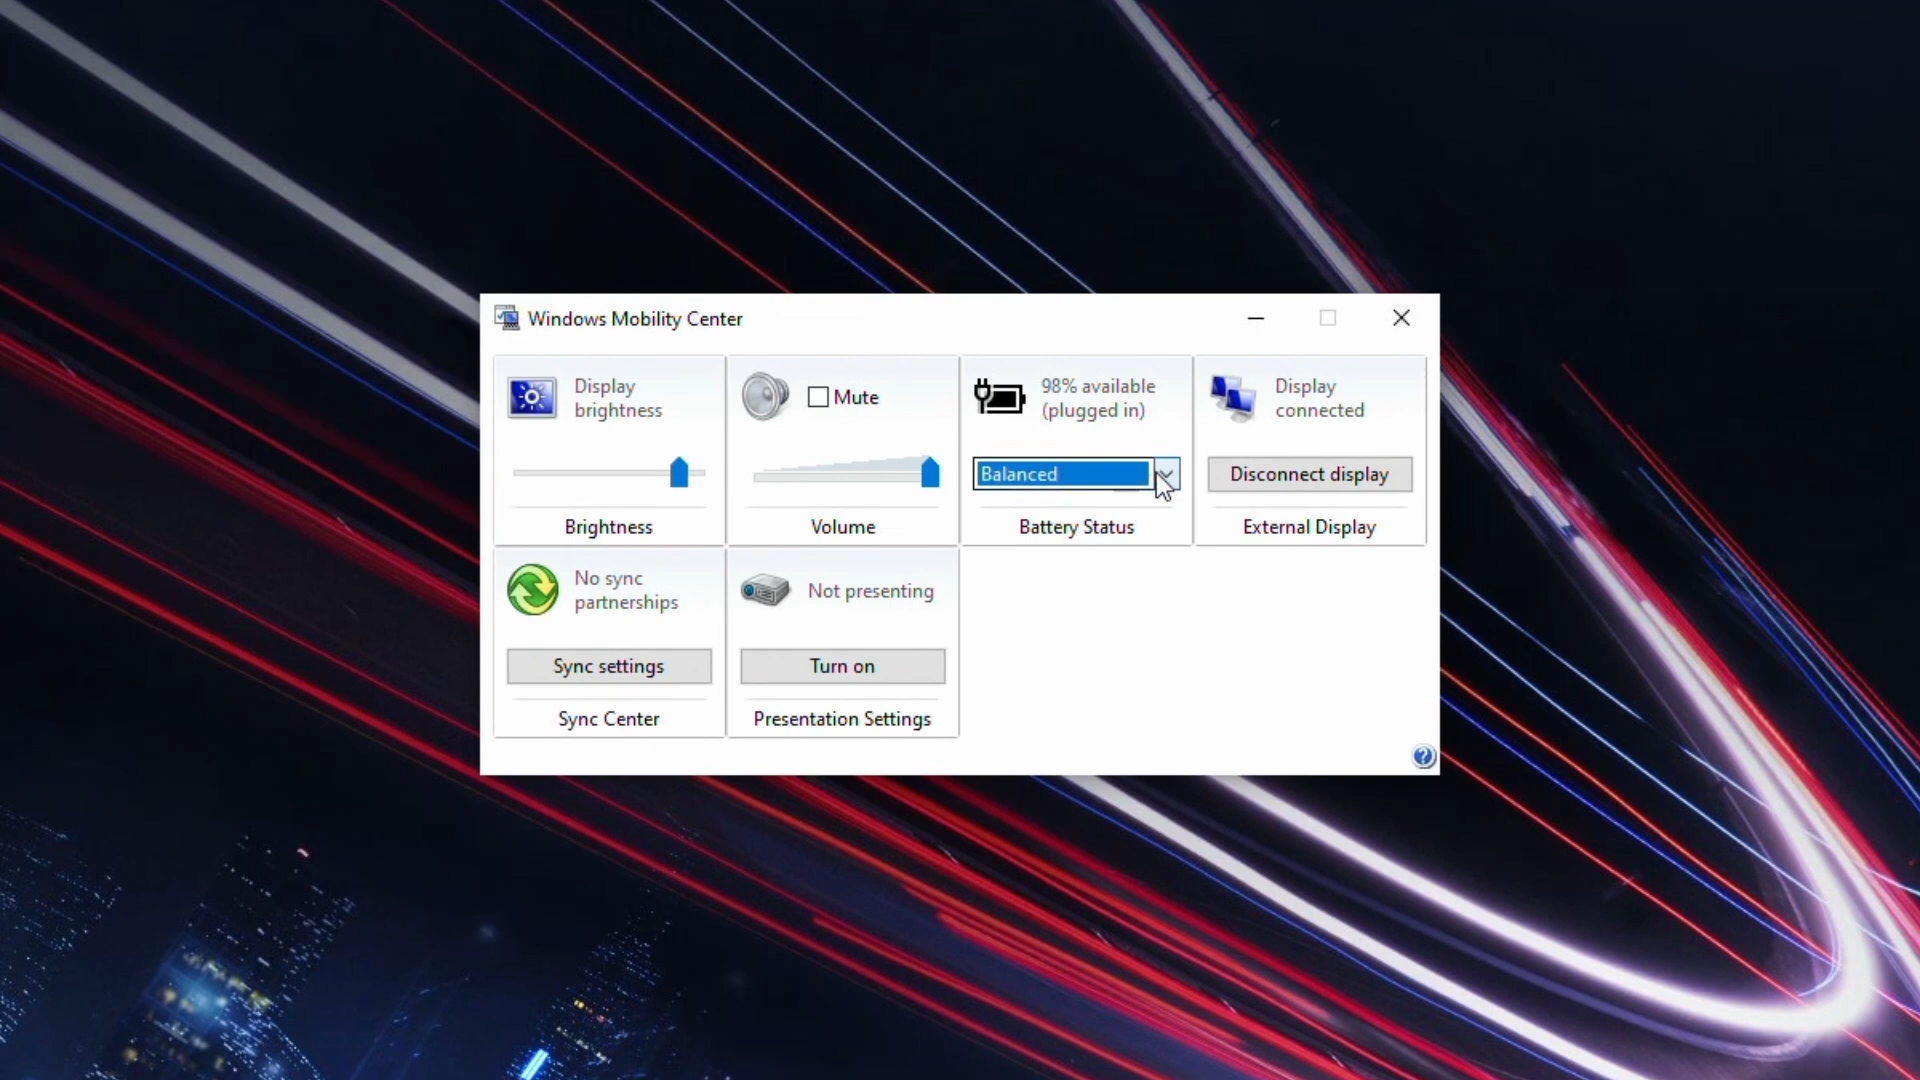 Windows Mobility Center
Display
brightness
Brightness
Mute
Volume
98% available
(plugged in)
Balanced
Battery Status
Display
connected
Disconnect display
External Display
No sync
partnerships
Sync settings
Sync Center
Not presenting
Turn on
Presentation Settings
?